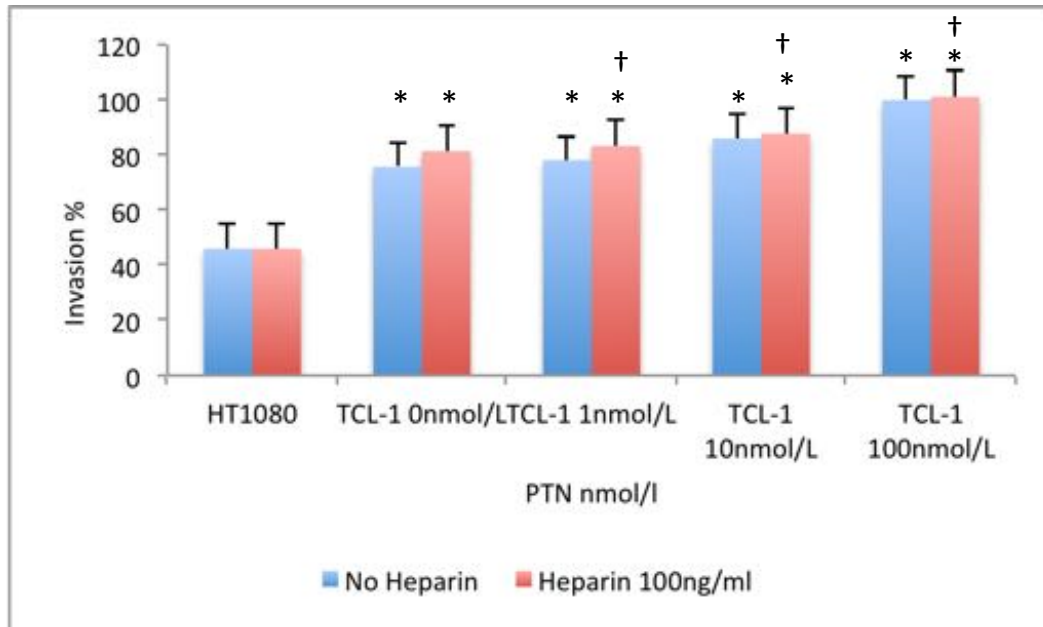 120
100
80
60
40
20
0
Invasion %
† † †
* * * * * * * *
HT1080 TCL-1 0nmol/L TCL-1 1nmol/L TCL-1 10nmol/L TCL-1 100nmol/L
PTN nmol/l
No Heparin Heparin 100ng/ml